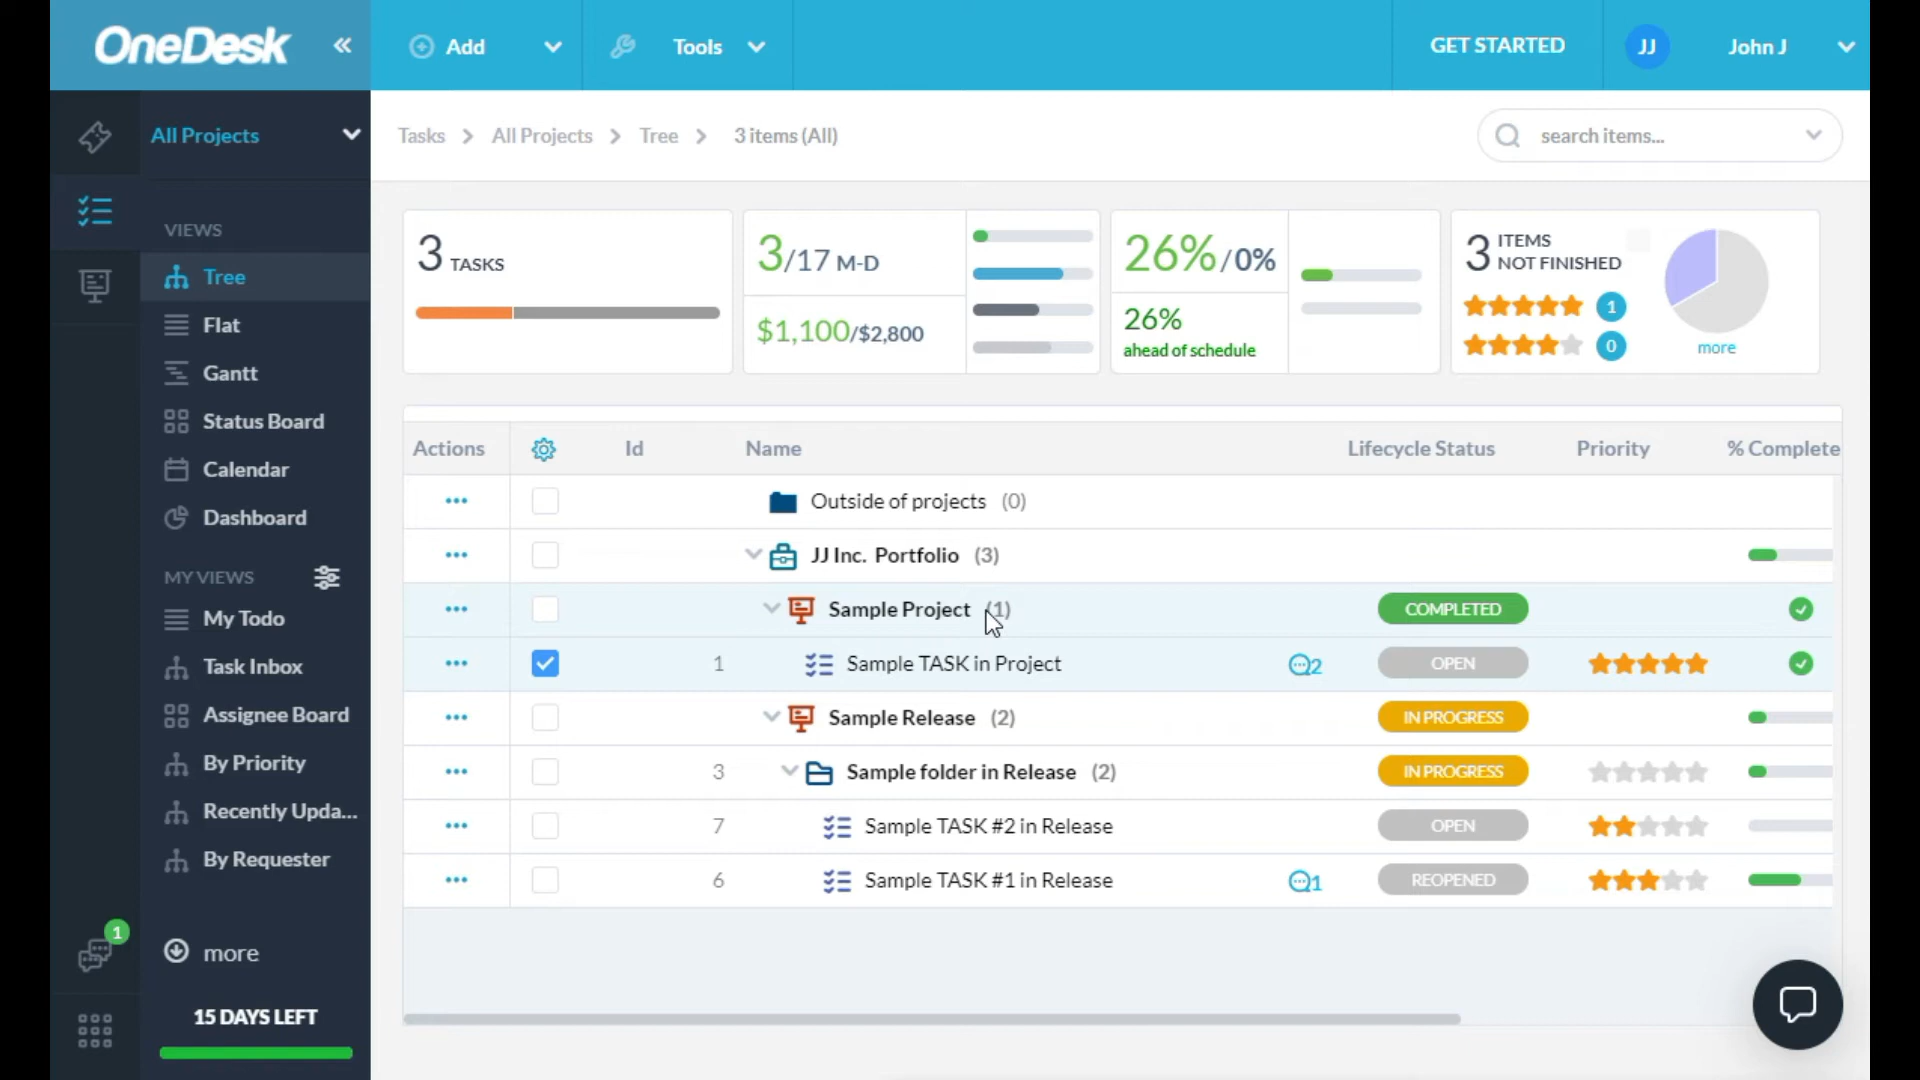 OneDesk
Add
Tools
GET STARTED
JJ
John J
All Projects
Tasks
All Projects
Tree
3 items (All)
search items...
VIEWS
Tree
Flat
Gantt
Status Board
Calendar
Dashboard
MY VIEWS
My Todo
Task Inbox
Assignee Board
By Priority
Recently Upda...
By Requester
1
more
15 DAYS LEFT
3 TASKS
3/17 M-D
$1,100/$2,800
26%/0%
26%
ahead of schedule
3 ITEMS
NOT FINISHED
1
0
more
Actions Id Name Lifecycle Status Priority % Complete
Outside of projects (0)
JJ Inc. Portfolio (3)
Sample Project (1) COMPLETED
1 Sample TASK in Project 2 OPEN
Sample Release (2) IN PROGRESS
3 Sample folder in Release (2) IN PROGRESS
7 Sample TASK #2 in Release OPEN
6 Sample TASK #1 in Release 1 REOPENED